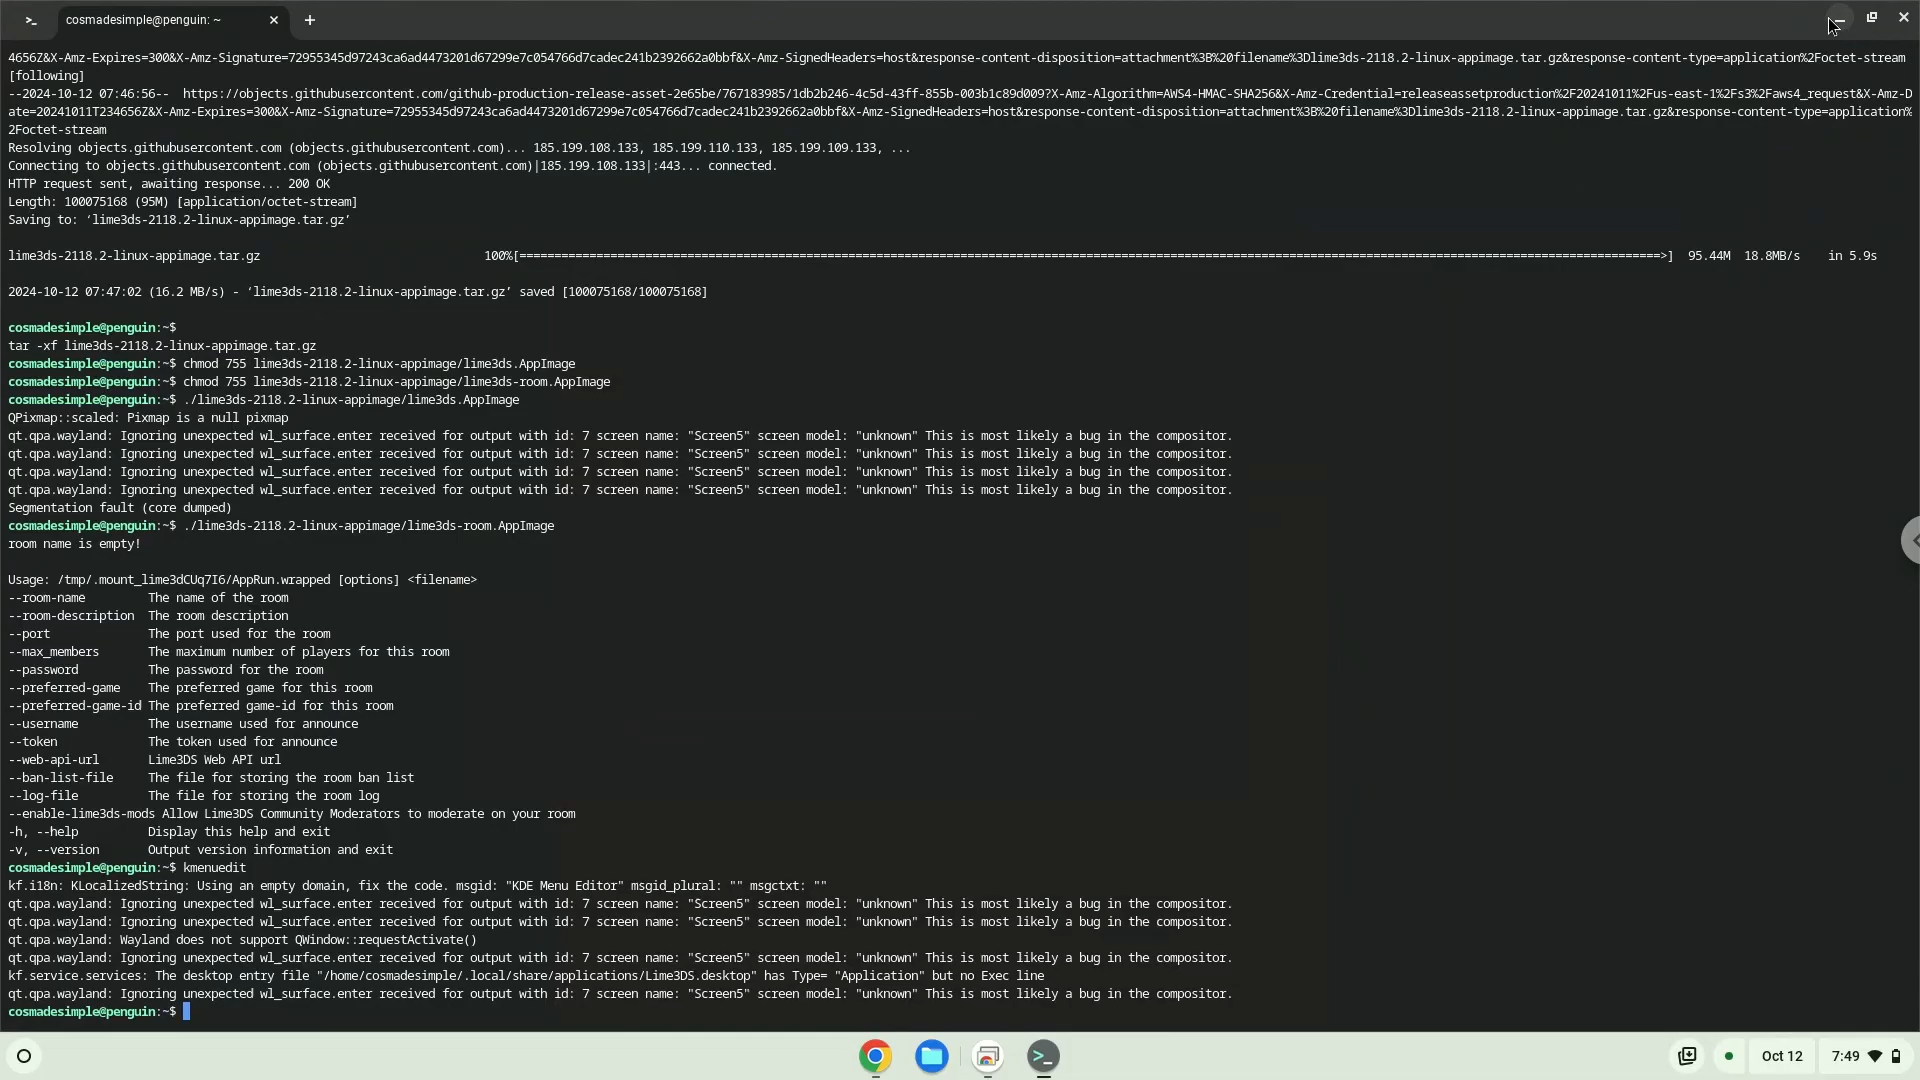 cosmadesimple@penguin: ~
4656Z&X-Amz-Expires=300&X-Amz-Signature=72955345d97243ca6ad4473201d67299e7c054766d7cadec241b2392662a0bbf&X-Amz-SignedHeaders=host&response-content-disposition=attachment%3B%20filename%3Dlime3ds-2118.2-linux-appimage.tar.gz&response-content-type=application%2Foctet-stream
[following]
--2024-10-12 07:46:56--  https://objects.githubusercontent.com/github-production-release-asset-2e65be/767183985/1db2b246-4c5d-43ff-855b-003b1c89d009?X-Amz-Algorithm=AWS4-HMAC-SHA256&X-Amz-Credential=releaseassetproduction%2F20241011%2Fus-east-1%2Fs3%2Faws4_request&X-Amz-D
ate=20241011T234656Z&X-Amz-Expires=300&X-Amz-Signature=72955345d97243ca6ad4473201d67299e7c054766d7cadec241b2392662a0bbf&X-Amz-SignedHeaders=host&response-content-disposition=attachment%3B%20filename%3Dlime3ds-2118.2-linux-appimage.tar.gz&response-content-type=application%
2Foctet-stream
Resolving objects.githubusercontent.com (objects.githubusercontent.com)... 185.199.108.133, 185.199.110.133, 185.199.109.133, ...
Connecting to objects.githubusercontent.com (objects.githubusercontent.com)|185.199.108.133|:443... connected.
HTTP request sent, awaiting response... 200 OK
Length: 100075168 (95M) [application/octet-stream]
Saving to: ‘lime3ds-2118.2-linux-appimage.tar.gz’
lime3ds-2118.2-linux-appimage.tar.gz 100%[==================================================>] 95.44M 18.8MB/s in 5.9s
2024-10-12 07:47:02 (16.2 MB/s) - ‘lime3ds-2118.2-linux-appimage.tar.gz’ saved [100075168/100075168]
cosmadesimple@penguin:~$
tar -xf lime3ds-2118.2-linux-appimage.tar.gz
cosmadesimple@penguin:~$ chmod 755 lime3ds-2118.2-linux-appimage/lime3ds.AppImage
cosmadesimple@penguin:~$ chmod 755 lime3ds-2118.2-linux-appimage/lime3ds-room.AppImage
cosmadesimple@penguin:~$ ./lime3ds-2118.2-linux-appimage/lime3ds.AppImage
QPixmap::scaled: Pixmap is a null pixmap
qt.qpa.wayland: Ignoring unexpected wl_surface.enter received for output with id: 7 screen name: "Screen5" screen model: "unknown" This is most likely a bug in the compositor.
qt.qpa.wayland: Ignoring unexpected wl_surface.enter received for output with id: 7 screen name: "Screen5" screen model: "unknown" This is most likely a bug in the compositor.
qt.qpa.wayland: Ignoring unexpected wl_surface.enter received for output with id: 7 screen name: "Screen5" screen model: "unknown" This is most likely a bug in the compositor.
qt.qpa.wayland: Ignoring unexpected wl_surface.enter received for output with id: 7 screen name: "Screen5" screen model: "unknown" This is most likely a bug in the compositor.
Segmentation fault (core dumped)
cosmadesimple@penguin:~$ ./lime3ds-2118.2-linux-appimage/lime3ds-room.AppImage
room name is empty!
Usage: /tmp/.mount_lime3dCUq7I6/AppRun.wrapped [options] <filename>
--room-name         The name of the room
--room-description  The room description
--port              The port used for the room
--max_members       The maximum number of players for this room
--password          The password for the room
--preferred-game    The preferred game for this room
--preferred-game-id The preferred game-id for this room
--username          The username used for announce
--token             The token used for announce
--web-api-url       Lime3DS Web API url
--ban-list-file     The file for storing the room ban list
--log-file          The file for storing the room log
--enable-lime3ds-mods Allow Lime3DS Community Moderators to moderate on your room
-h, --help          Display this help and exit
-v, --version       Output version information and exit
cosmadesimple@penguin:~$ kmenuedit
kf.i18n: KLocalizedString: Using an empty domain, fix the code. msgid: "KDE Menu Editor" msgid_plural: "" msgctxt: ""
qt.qpa.wayland: Ignoring unexpected wl_surface.enter received for output with id: 7 screen name: "Screen5" screen model: "unknown" This is most likely a bug in the compositor.
qt.qpa.wayland: Ignoring unexpected wl_surface.enter received for output with id: 7 screen name: "Screen5" screen model: "unknown" This is most likely a bug in the compositor.
qt.qpa.wayland: Wayland does not support QWindow::requestActivate()
qt.qpa.wayland: Ignoring unexpected wl_surface.enter received for output with id: 7 screen name: "Screen5" screen model: "unknown" This is most likely a bug in the compositor.
kf.service.services: The desktop entry file "/home/cosmadesimple/.local/share/applications/Lime3DS.desktop" has Type= "Application" but no Exec line
qt.qpa.wayland: Ignoring unexpected wl_surface.enter received for output with id: 7 screen name: "Screen5" screen model: "unknown" This is most likely a bug in the compositor.
cosmadesimple@penguin:~$
Oct 12 7:49